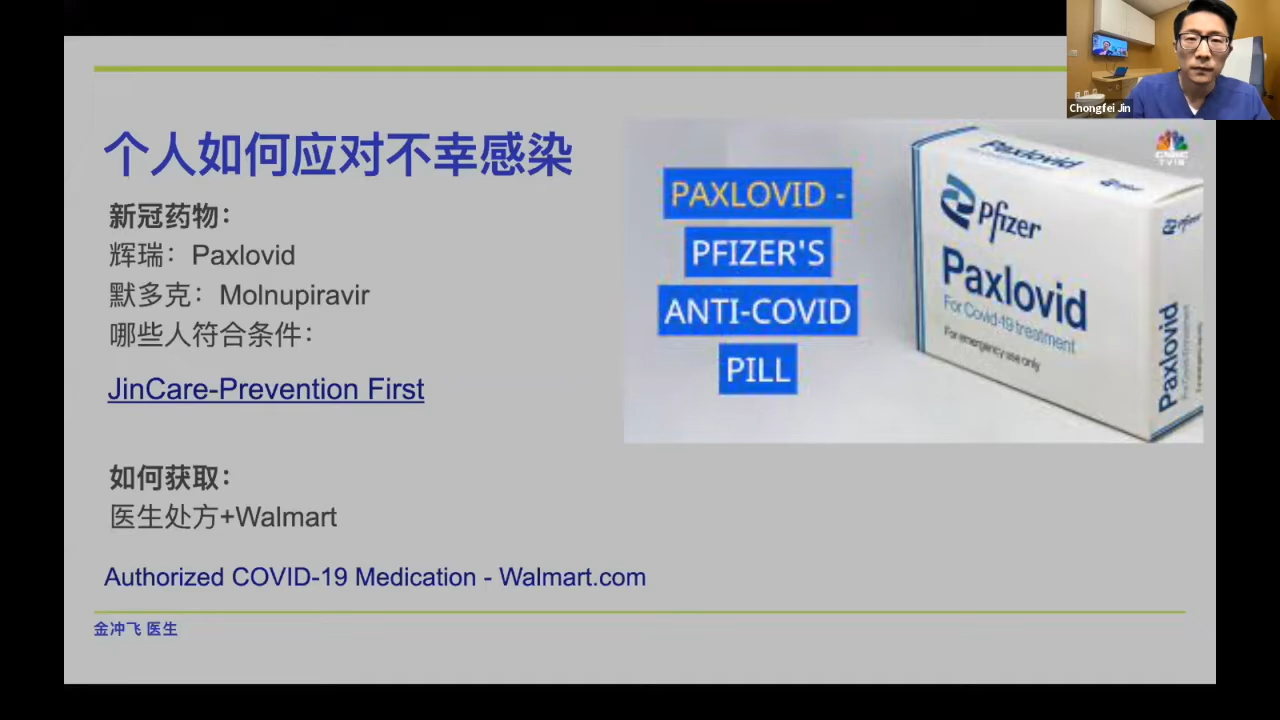 Chongfei Jin
个人如何应对不幸感染
新冠药物：
辉瑞：Paxlovid
默多克：Molnupiravir
哪些人符合条件：
JinCare-Prevention First
如何获取：
医生处方+Walmart
Authorized COVID-19 Medication - Walmart.com
金冲飞 医生
PAXLOVID -
PFIZER'S
ANTI-COVID
PILL
Paxlovid
Pfizer
Paxlovid
For Covid-19 treatment
For emergency use only
Pfizer
Paxlovid
CNBC
TV18